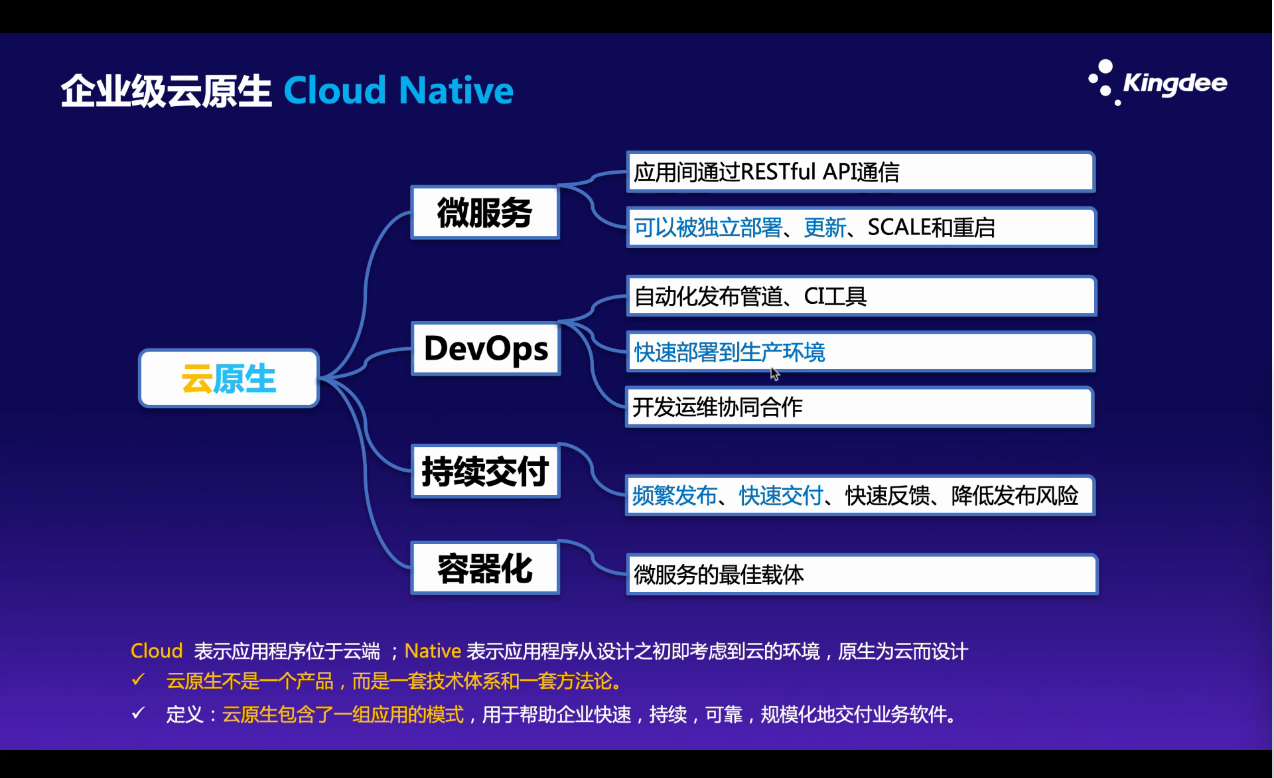 企业级云原生 Cloud Native
Kingdee
云原生
微服务
应用间通过RESTful API通信
可以被独立部署、更新、SCALE和重启
DevOps
自动化发布管道、CI工具
快速部署到生产环境
开发运维协同合作
持续交付
频繁发布、快速交付、快速反馈、降低发布风险
容器化
微服务的最佳载体
Cloud 表示应用程序位于云端 ；Native 表示应用程序从设计之初即考虑到云的环境，原生为云而设计
✓ 云原生不是一个产品，而是一套技术体系和一套方法论。
✓ 定义：云原生包含了一组应用的模式，用于帮助企业快速，持续，可靠，规模化地交付业务软件。